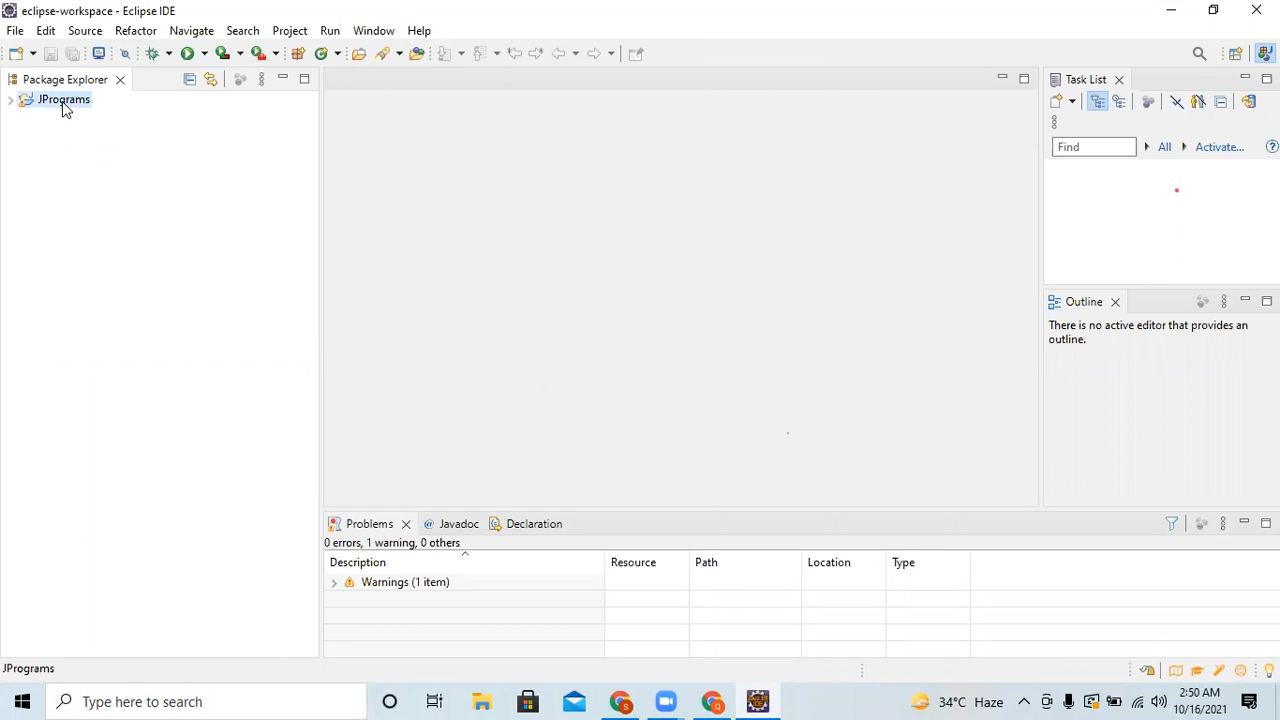 eclipse-workspace - Eclipse IDE
File Edit Source Refactor Navigate Search Project Run Window Help
Package Explorer
JPrograms
Task List
Find All Activate...
Outline
There is no active editor that provides an
outline.
Problems @ Javadoc Declaration
0 errors, 1 warning, 0 others
Description Resource Path Location Type
Warnings (1 item)
JPrograms
Type here to search
34°C Haze
2:50 AM
10/16/2021